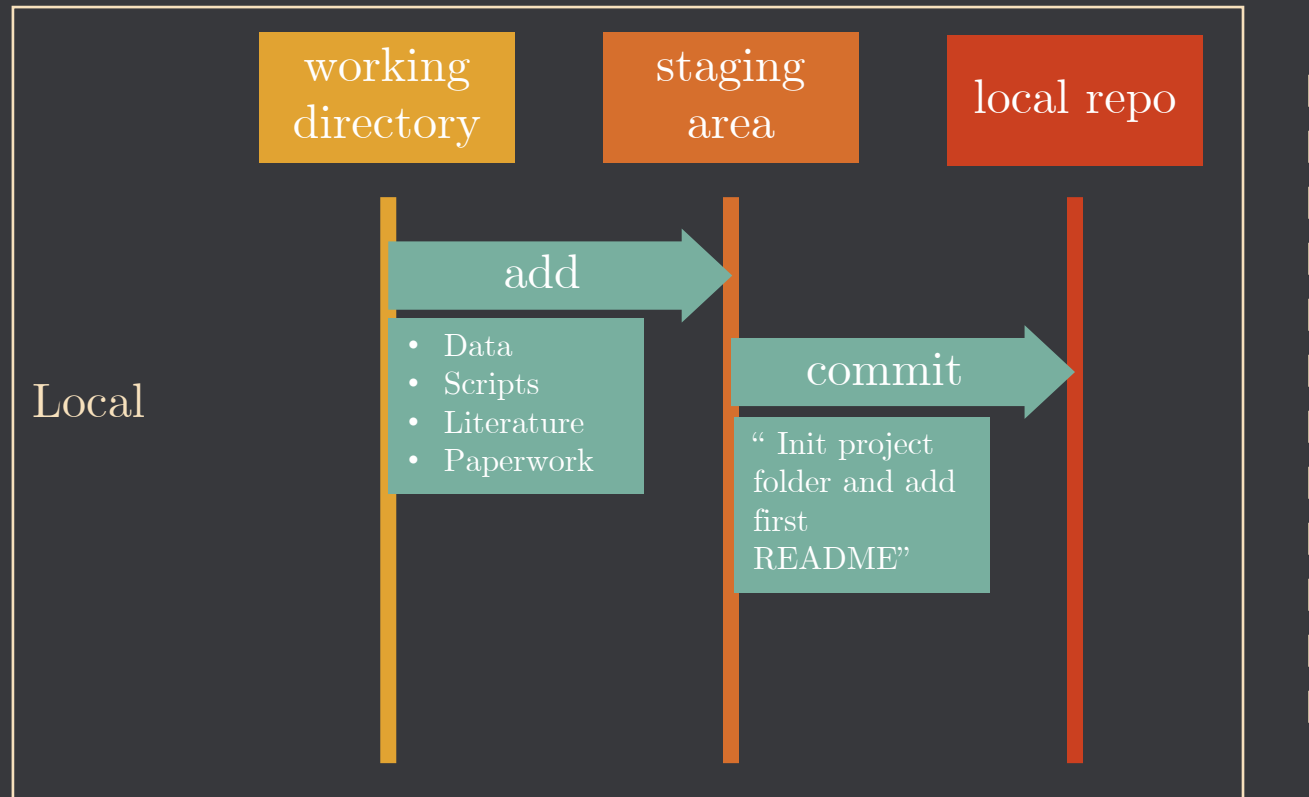 working
directory
staging
area
local repo
add
• Data
• Scripts
• Literature
• Paperwork
commit
“ Init project
folder and add
first
README”
Local